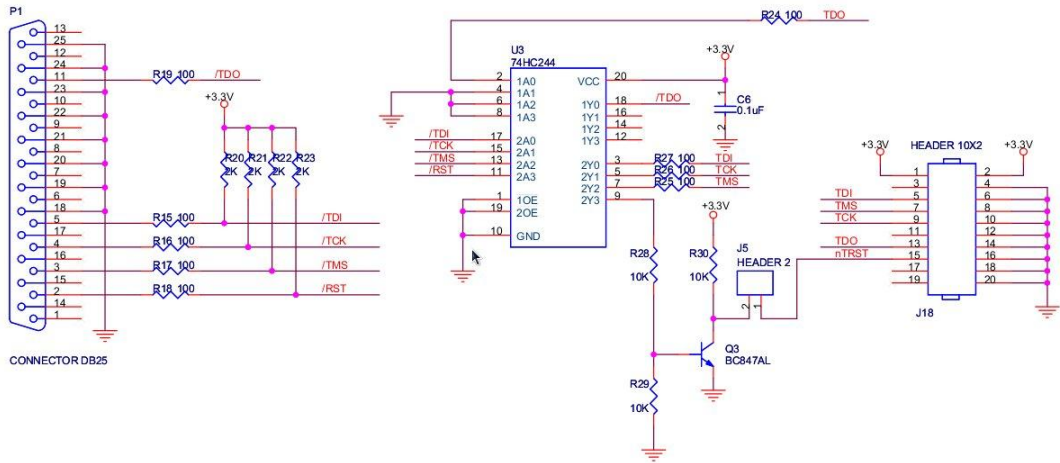 P1
13
25
12
24
11
23
10
22
9
21
8
20
7
19
6
18
5
17
4
16
3
15
2
14
1
CONNECTOR DB25
R19 100 /TDO
+3.3V
R20 R21 R22 R23
2K 2K 2K 2K
R15 100 /TDI
R16 100 /TCK
R17 100 /TMS
R18 100 /RST
R24 100 TDO
U3
74HC244
2 1A0 VCC 20
4 1A1
6 1A2 1Y0 18 /TDO
8 1A3 1Y1 16
1Y2 14
1Y3 12
/TDI 17 2A0
/TCK 15 2A1
/TMS 13 2A2
/RST 11 2A3
2Y0 3 R27 100 TDI
2Y1 5 R26 100 TCK
2Y2 7 R25 100 TMS
2Y3 9
1 1OE
19 2OE
10 GND
+3.3V
1
C6
0.1uF
2
+3.3V
R28
10K
R30
10K
J5
HEADER 2
2 1
Q3
BC847AL
R29
10K
HEADER 10X2
+3.3V +3.3V
1 2
3 4
TDI 5 6
TMS 7 8
TCK 9 10
11 12
TDO 13 14
nTRST 15 16
17 18
19 20
J18